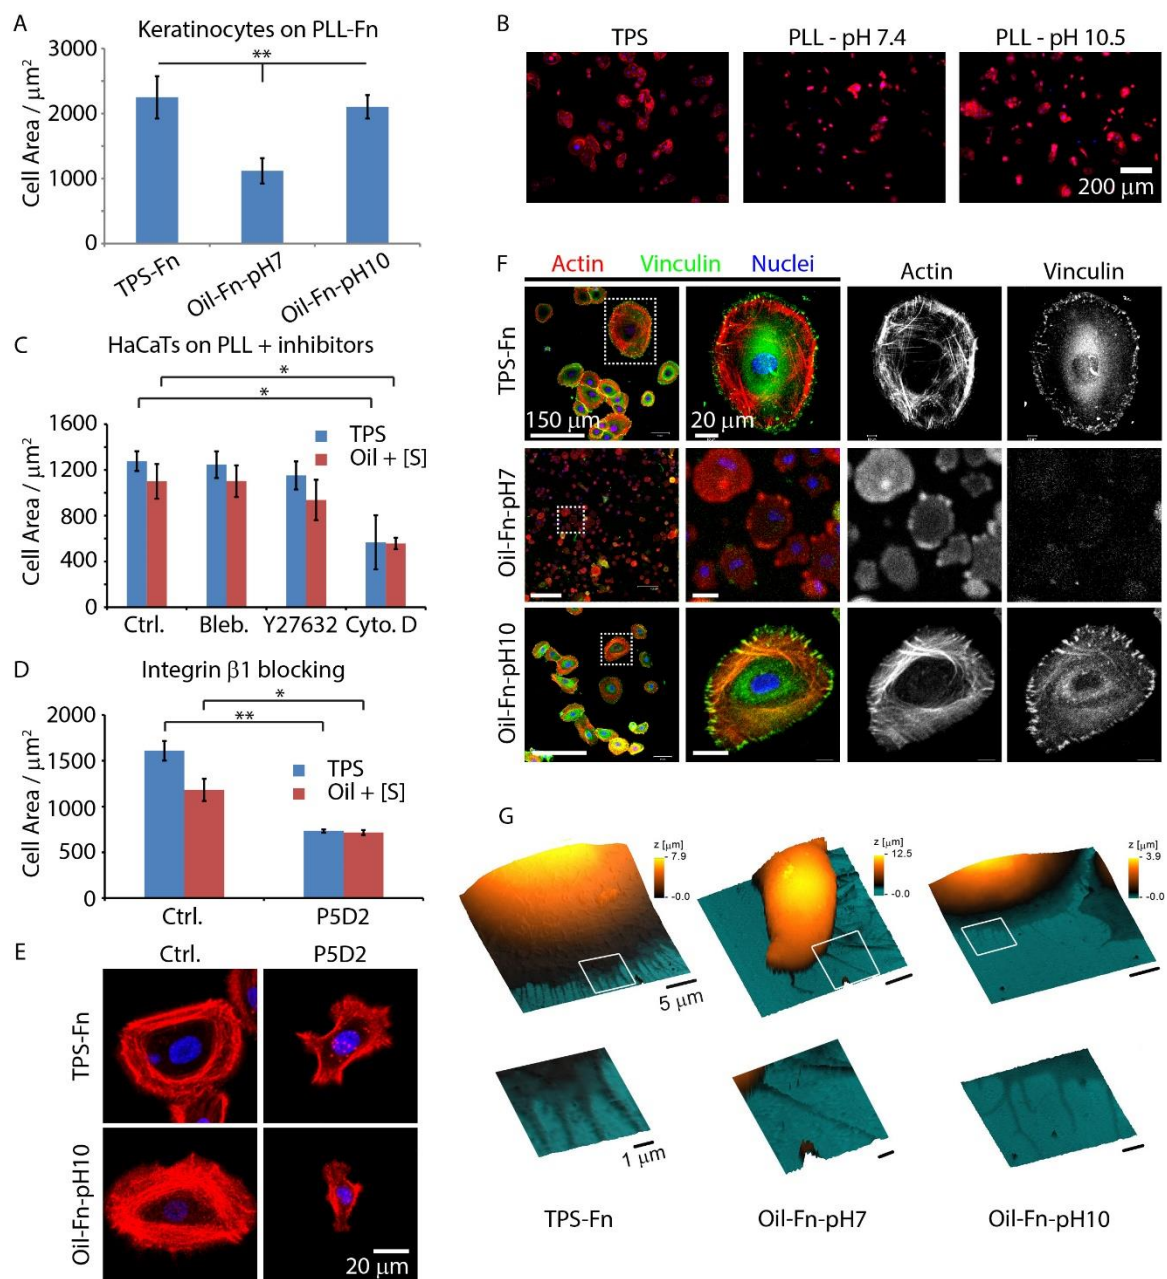 A
Keratinocytes on PLL-Fn
Cell Area / μm²
3000
2000
1000
0
**
TPS-Fn
Oil-Fn-pH7
Oil-Fn-pH10
B
TPS
PLL - pH 7.4
PLL - pH 10.5
200 μm
C
HaCaTs on PLL + inhibitors
*
*
Cell Area / μm²
1600
1200
800
400
0
TPS
Oil + [S]
Ctrl.
Bleb.
Y27632
Cyto. D
D
Integrin β1 blocking
*
**
Cell Area / μm²
2000
1500
1000
500
0
TPS
Oil + [S]
Ctrl.
P5D2
E
Ctrl.
P5D2
TPS-Fn
Oil-Fn-pH10
20 μm
F
Actin
Vinculin
Nuclei
Actin
Vinculin
TPS-Fn
150 μm
20 μm
Oil-Fn-pH7
Oil-Fn-pH10
G
z [μm]
7.9
-0.0
5 μm
z [μm]
12.5
-0.0
z [μm]
3.9
-0.0
1 μm
TPS-Fn
Oil-Fn-pH7
Oil-Fn-pH10